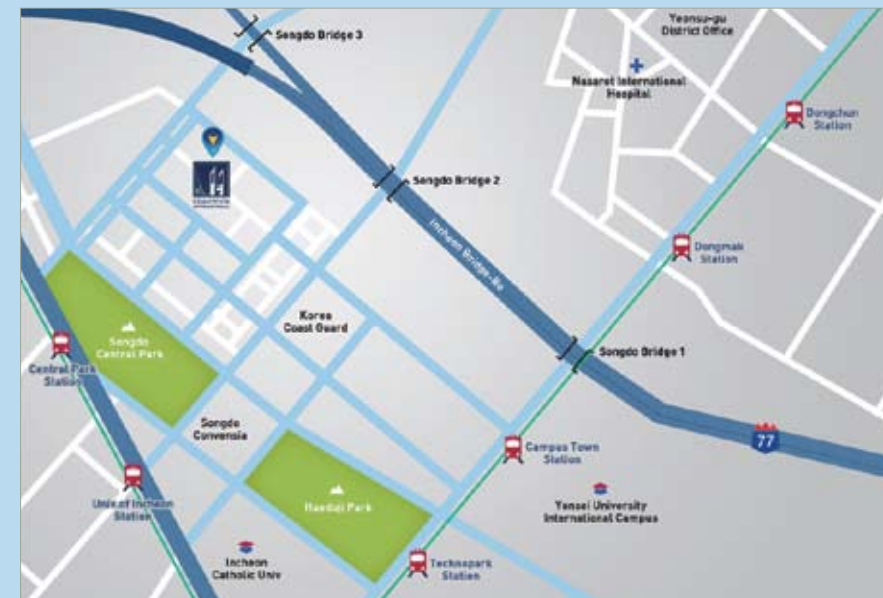 Yeonsu-gu
District Office
Songdo Bridge 3
Nasaret International
Hospital
Dongchun
Station
Songdo Bridge 2
Incheon Bridge-Ro
Dongmak
Station
Korea
Coast Guard
Songdo
Central Park
Songdo Bridge 1
Central Park
Station
Songdo
Convensia
77
Campus Town
Station
Univ of Incheon
Station
Haedoji Park
Yonsei University
International Campus
Incheon
Catholic Univ
Technopark
Station